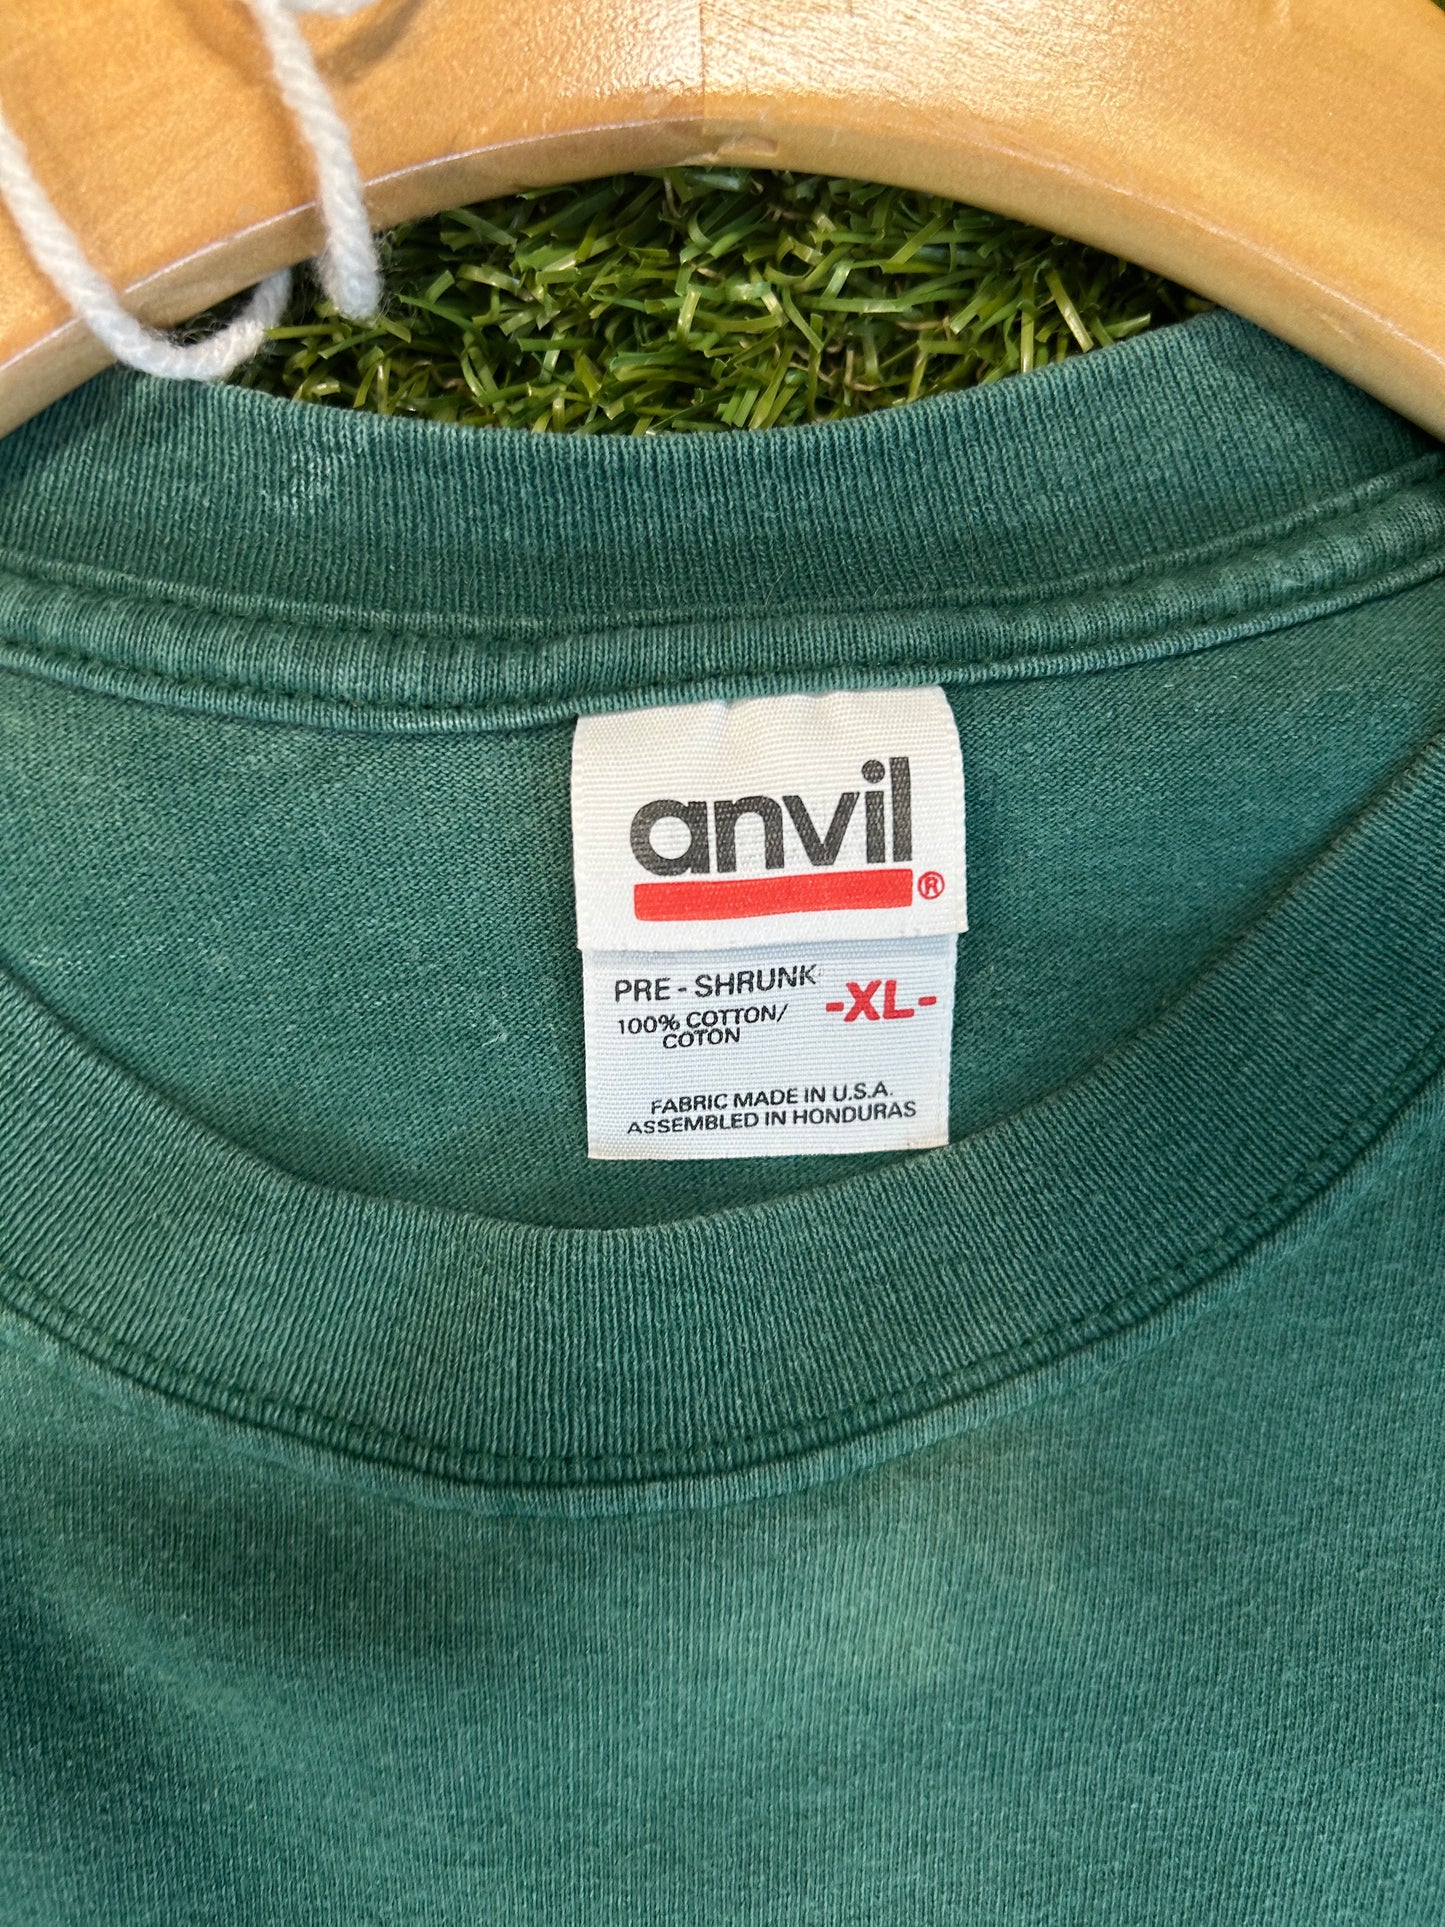 anvil®
PRE - SHRUNK -XL-
100% COTTON/
COTON
FABRIC MADE IN U.S.A.
ASSEMBLED IN HONDURAS